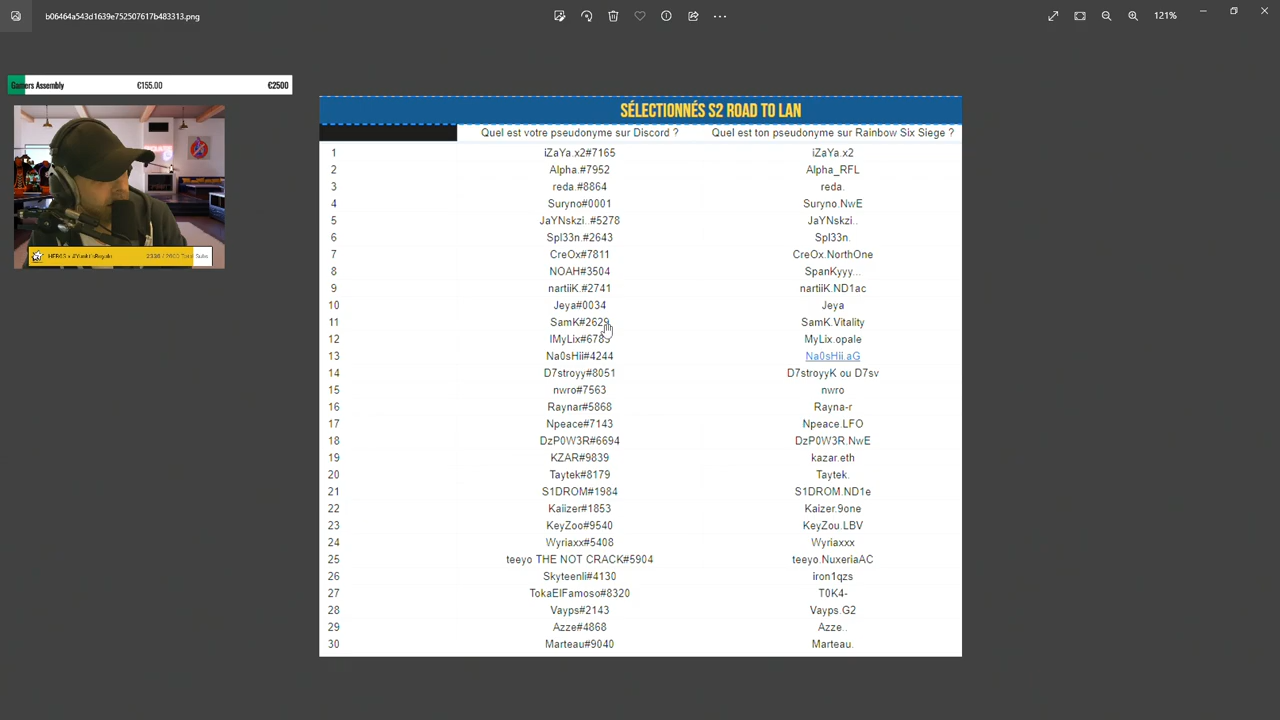 b06464a543d1639e752507617b483313.png
121%
Gamers Assembly €155.00 €2500
SÉLECTIONNÉS S2 ROAD TO LAN
Quel est votre pseudonyme sur Discord ? Quel est ton pseudonyme sur Rainbow Six Siege ?
1 iZaYa.x2#7165 iZaYa.x2
2 Alpha.#7952 Alpha_RFL
3 reda.#8864 reda.
4 Suryno#0001 Suryno.NwE
5 JaYNskzi..#5278 JaYNskzi..
6 Spl33n.#2643 Spl33n.
7 CreOx#7811 CreOx.NorthOne
8 NOAH#3504 SpanKyyy...
9 nartiiK.#2741 nartiiK.ND1ac
10 Jeya#0034 Jeya
11 SamK#2629 SamK.Vitality
12 IMyLix#6789 MyLix.opale
13 Na0sHii#4244 Na0sHii.aG
14 D7stroyy#8051 D7stroyyK ou D7sv
15 nwro#7563 nwro
16 Raynar#5868 Rayna-r
17 Npeace#7143 Npeace.LFO
18 DzP0W3R#6694 DzP0W3R.NwE
19 KZAR#9839 kazar.eth
20 Taytek#8179 Taytek.
21 S1DROM#1984 S1DROM.ND1e
22 Kaiizer#1853 Kaizer.9one
23 KeyZoo#9540 KeyZou.LBV
24 Wyriaxx#5408 Wyriaxxx
25 teeyo THE NOT CRACK#5904 teeyo.NuxeriaAC
26 Skyteenli#4130 iron1qzs
27 TokaElFamoso#8320 T0K4-
28 Vayps#2143 Vayps.G2
29 Azze#4868 Azze..
30 Marteau#9040 Marteau.